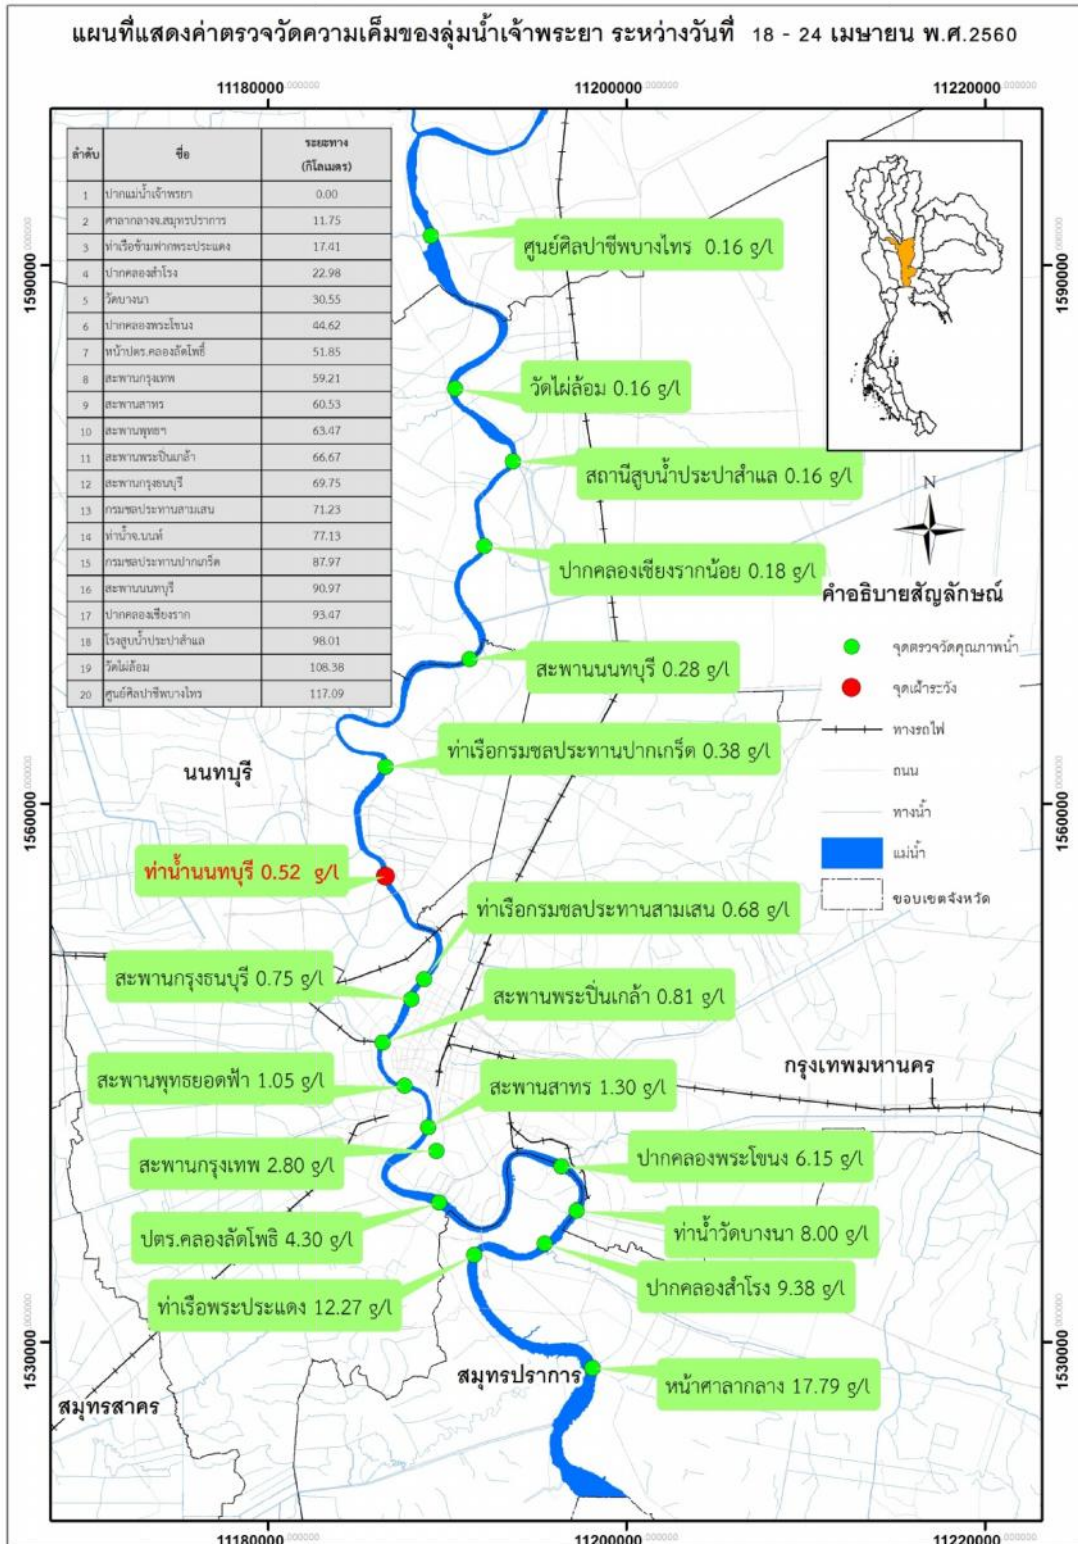 แผนที่แสดงค่าตรวจวัดความเค็มของลุ่มน้ำเจ้าพระยา ระหว่างวันที่ 18 - 24 เมษายน พ.ศ.2560
11180000.000000 11200000.000000 11220000.000000
ลำดับ ชื่อ ระยะทาง (กิโลเมตร)
1 ปากแม่น้ำเจ้าพรยา 0.00
2 ศาลากลางจ.สมุทรปราการ 11.75
3 ท่าเรือข้ามฟากพระประแดง 17.41
4 ปากคลองสำโรง 22.98
5 วัดบางนา 30.55
6 ปากคลองพระโขนง 44.62
7 หน้าปตร.คลองลัดโพธิ์ 51.85
8 สะพานกรุงเทพ 59.21
9 สะพานสาทร 60.53
10 สะพานพุทธฯ 63.47
11 สะพานพระปิ่นเกล้า 66.67
12 สะพานกรุงธนบุรี 69.75
13 กรมชลประทานสามเสน 71.23
14 ท่าน้ำจ.นนท์ 77.13
15 กรมชลประทานปากเกร็ด 87.97
16 สะพานนนทบุรี 90.97
17 ปากคลองเชียงราก 93.47
18 โรงสูบน้ำประปาสำแล 98.01
19 วัดไผ่ล้อม 108.38
20 ศูนย์ศิลปาชีพบางไทร 117.09
1590000.000000
1590000.000000
ศูนย์ศิลปาชีพบางไทร 0.16 g/l
วัดไผ่ล้อม 0.16 g/l
สถานีสูบน้ำประปาสำแล 0.16 g/l
N
ปากคลองเชียงรากน้อย 0.18 g/l
คำอธิบายสัญลักษณ์
จุดตรวจวัดคุณภาพน้ำ
จุดเฝ้าระวัง
ทางรถไฟ
ถนน
ทางน้ำ
แม่น้ำ
ขอบเขตจังหวัด
สะพานนนทบุรี 0.28 g/l
ท่าเรือกรมชลประทานปากเกร็ต 0.38 g/l
นนทบุรี
1560000.000000
1560000.000000
ท่าน้ำนนทบุรี 0.52 g/l
ท่าเรือกรมชลประทานสามเสน 0.68 g/l
สะพานกรุงธนบุรี 0.75 g/l
สะพานพระปิ่นเกล้า 0.81 g/l
กรุงเทพมหานคร
สะพานพุทธยอดฟ้า 1.05 g/l
สะพานสาทร 1.30 g/l
สะพานกรุงเทพ 2.80 g/l
ปากคลองพระโขนง 6.15 g/l
ปตร.คลองลัดโพธิ 4.30 g/l
ท่าน้ำวัดบางนา 8.00 g/l
ท่าเรือพระประแดง 12.27 g/l
ปากคลองสำโรง 9.38 g/l
1530000.000000
1530000.000000
สมุทรปราการ
หน้าศาลากลาง 17.79 g/l
สมุทรสาคร
11180000.000000 11200000.000000 11220000.000000